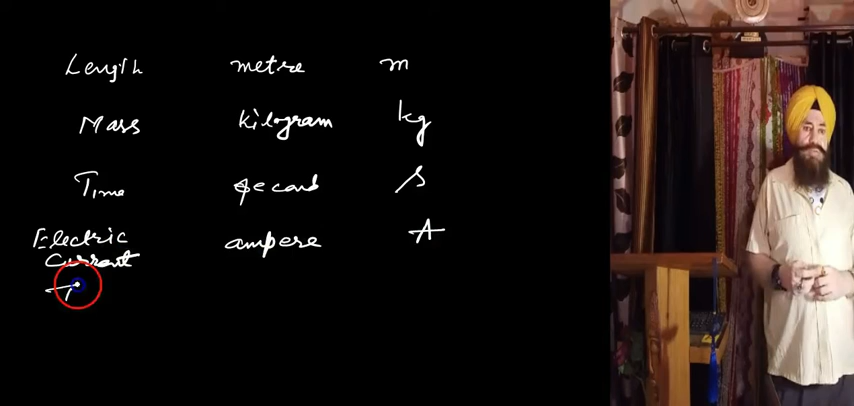 Length metre m
Mass kilogram kg
Time second s
Electric ampere A
Current